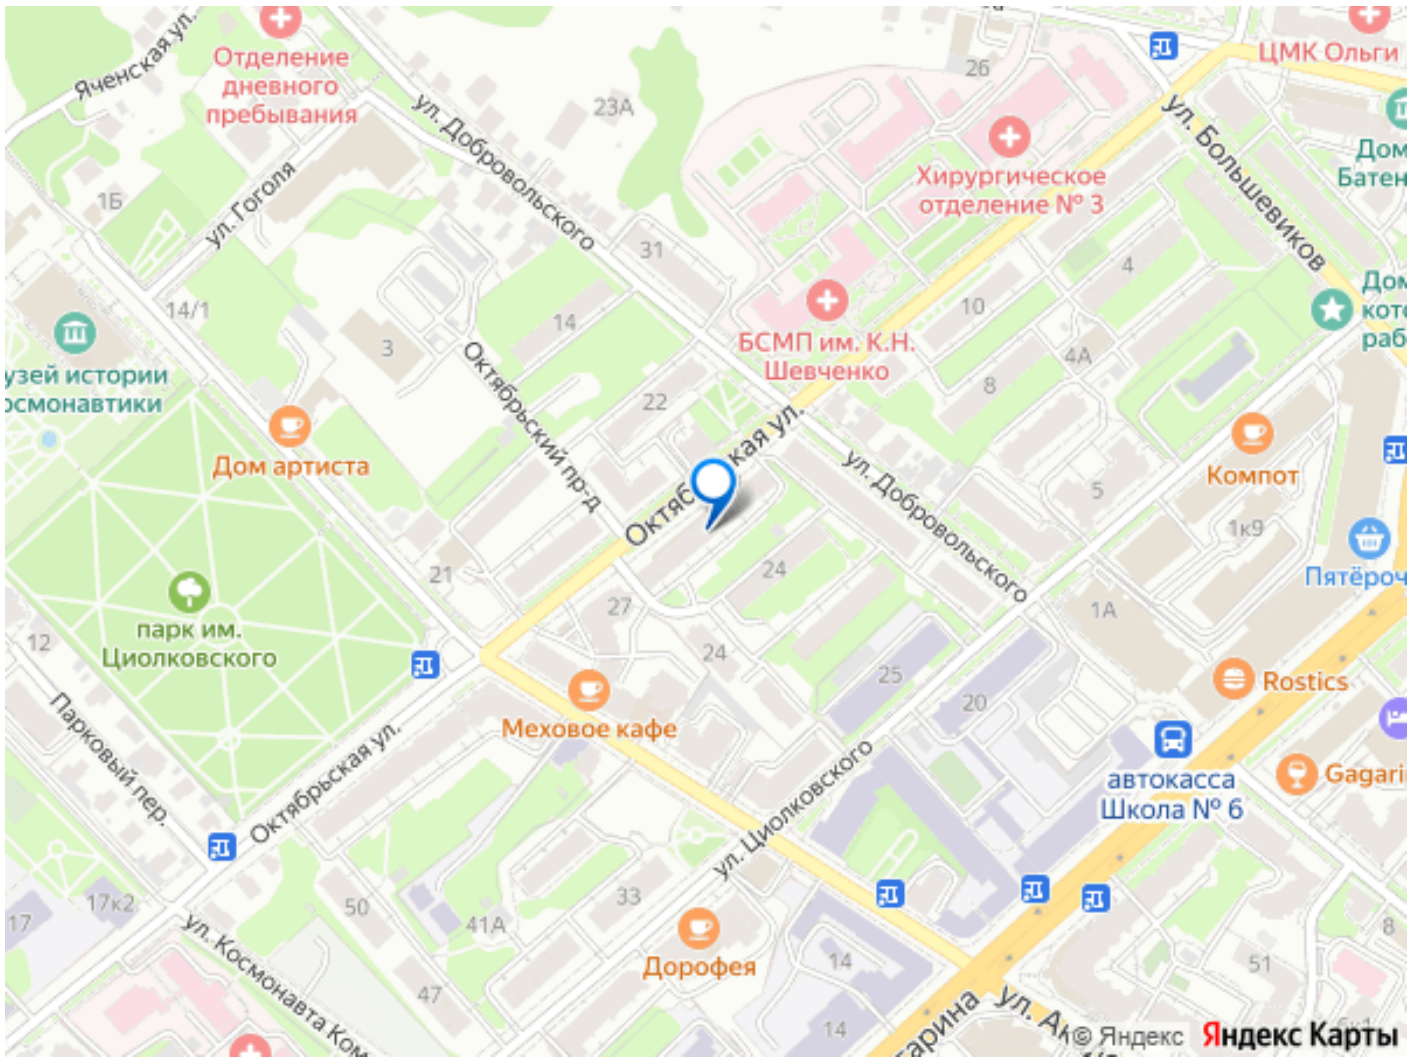 Яченская ул.
Отделение
дневного
пребывания
ул. Добровольского
23А
26
ЦМК Ольги
ул. Большевиков
Хирургическое
отделение № 3
Дом
Батен
1Б
ул. Гоголя
31
4
14/1
14
3
10
БСМП им. К.Н.
Шевченко
Дом
кото
раб
узей истории
осмонавтики
Октябрьский пр-д
22
8
4А
Дом артиста
Компот
ул. Добровольского
5
1к9
Пятёроч
21
24
27
1А
парк им.
Циолковского
12
24
25
20
Rostics
Меховое кафе
Парковый пер.
Октябрьская ул.
ул. Циолковского
автокасса
Школа № 6
Gagari
17к2
17
50
41А
33
ул. Космонавта Ком
Дорофея
47
14
14
51
8
гарина
© Яндекс
Яндекс Карты